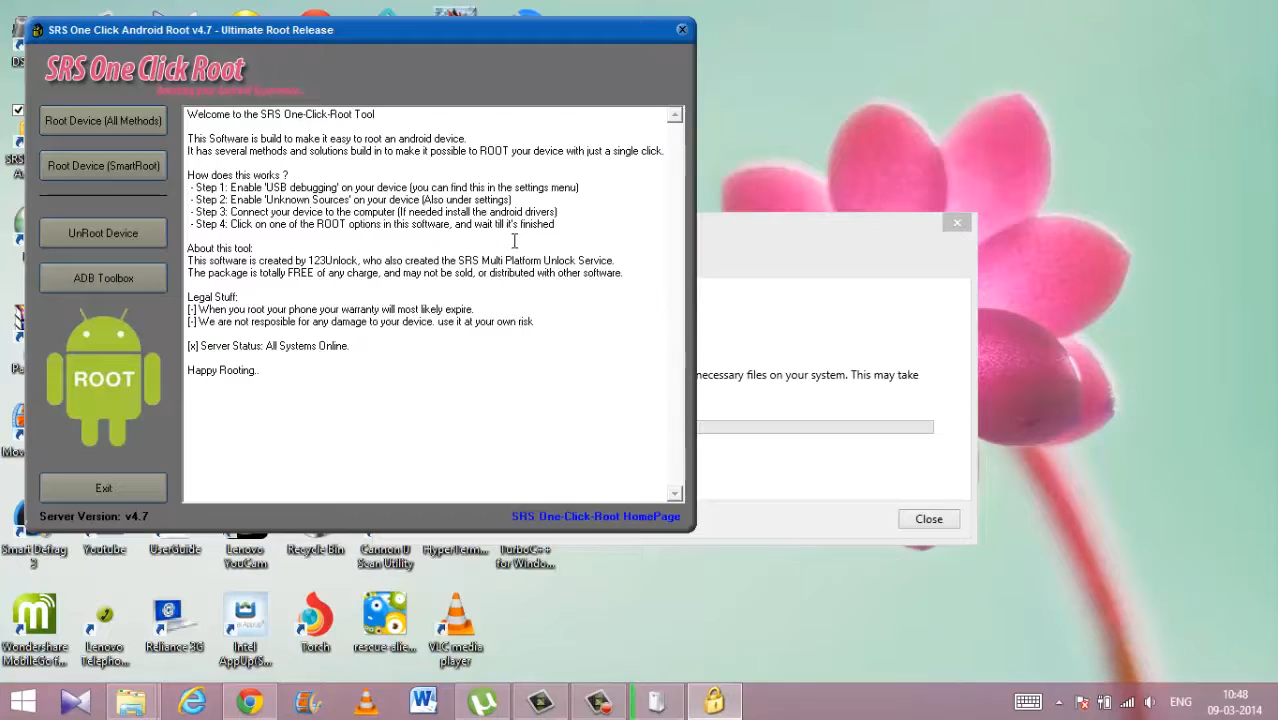 SRS One Click Android Root v4.7 - Ultimate Root Release
SRS One Click Root
Root Device (All Methods)
Root Device (SmartRoot)
UnRoot Device
ADB Toolbox
ROOT
Exit
Server Version: v4.7
Welcome to the SRS One-Click-Root Tool
This Software is build to make it easy to root an android device.
It has several methods and solutions build in to make it possible to ROOT your device with just a single click.
How does this works ?
- Step 1: Enable 'USB debugging' on your device (you can find this in the settings menu)
- Step 2: Enable 'Unknown Sources' on your device (Also under settings)
- Step 3: Connect your device to the computer (If needed install the android drivers)
- Step 4: Click on one of the ROOT options in this software, and wait till it's finished
About this tool:
This software is created by 123Unlock, who also created the SRS Multi Platform Unlock Service.
The package is totally FREE of any charge, and may not be sold, or distributed with other software.
Legal Stuff:
[-] When you root your phone your warranty will most likely expire.
[-] We are not resposible for any damage to your device. use it at your own risk
[x] Server Status: All Systems Online.
Happy Rooting..
SRS One-Click-Root HomePage
necessary files on your system. This may take
Close
Smart Defrag
3
Youtube
UserGuide
Lenovo
YouCam
Recycle Bin
Cannon IJ
Scan Utility
HyperTerm...
TurboC++
for Windo...
Wondershare
MobileGo f...
Lenovo
Telepho...
Reliance 3G
Intel
AppUp(S...
Torch
rescue-alie...
VLC media
player
ENG
10:48
09-03-2014